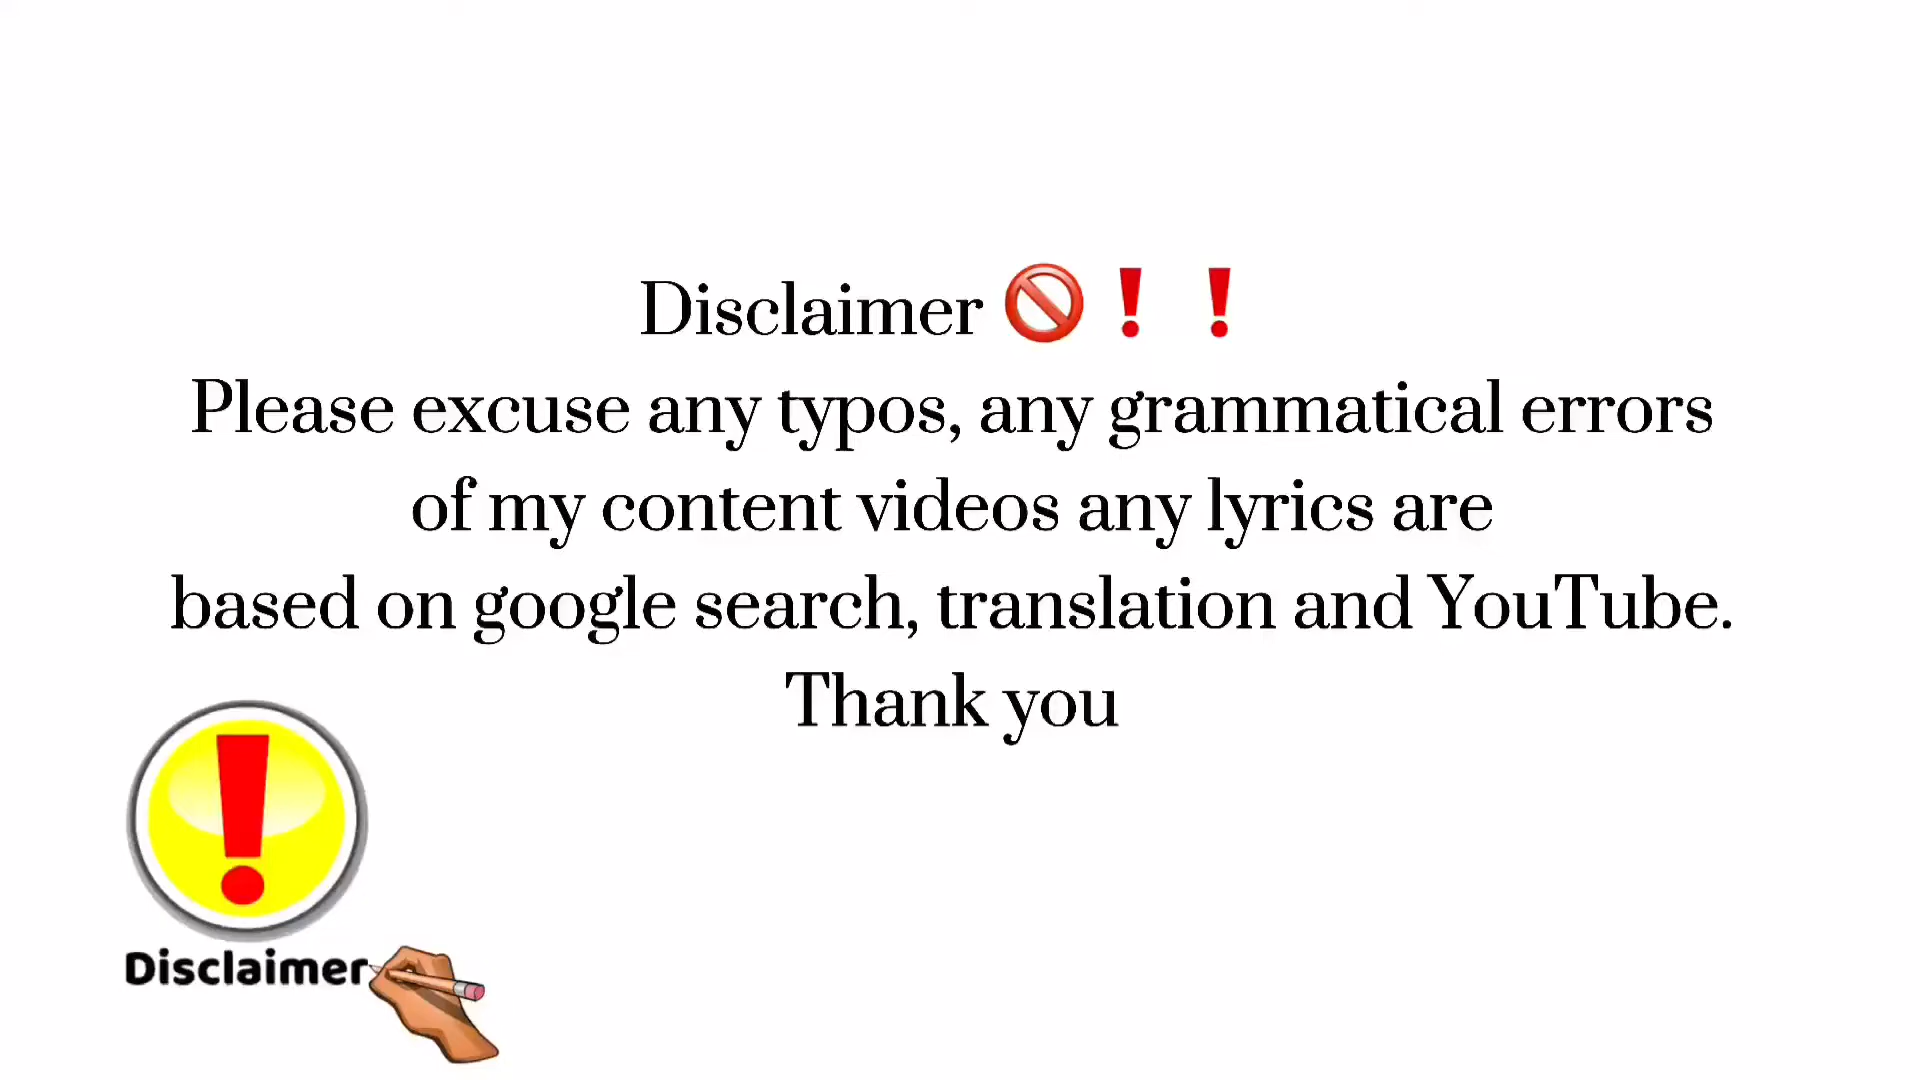 Disclaimer 🚫❗❗
Please excuse any typos, any grammatical errors
of my content videos any lyrics are
based on google search, translation and YouTube.
Thank you
Disclaimer